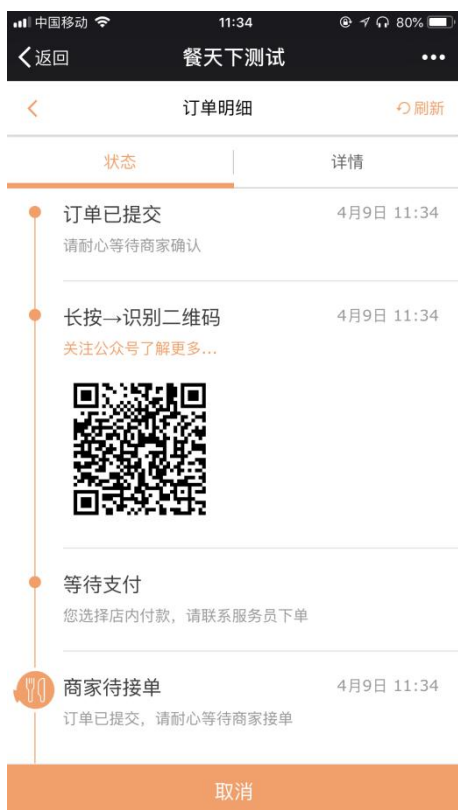 中国移动 11:34 80%
返回 餐天下测试
订单明细 刷新
状态 详情
订单已提交 4月9日 11:34
请耐心等待商家确认
长按→识别二维码 4月9日 11:34
关注公众号了解更多...
等待支付
您选择店内付款，请联系服务员下单
商家待接单 4月9日 11:34
订单已提交，请耐心等待商家接单
取消